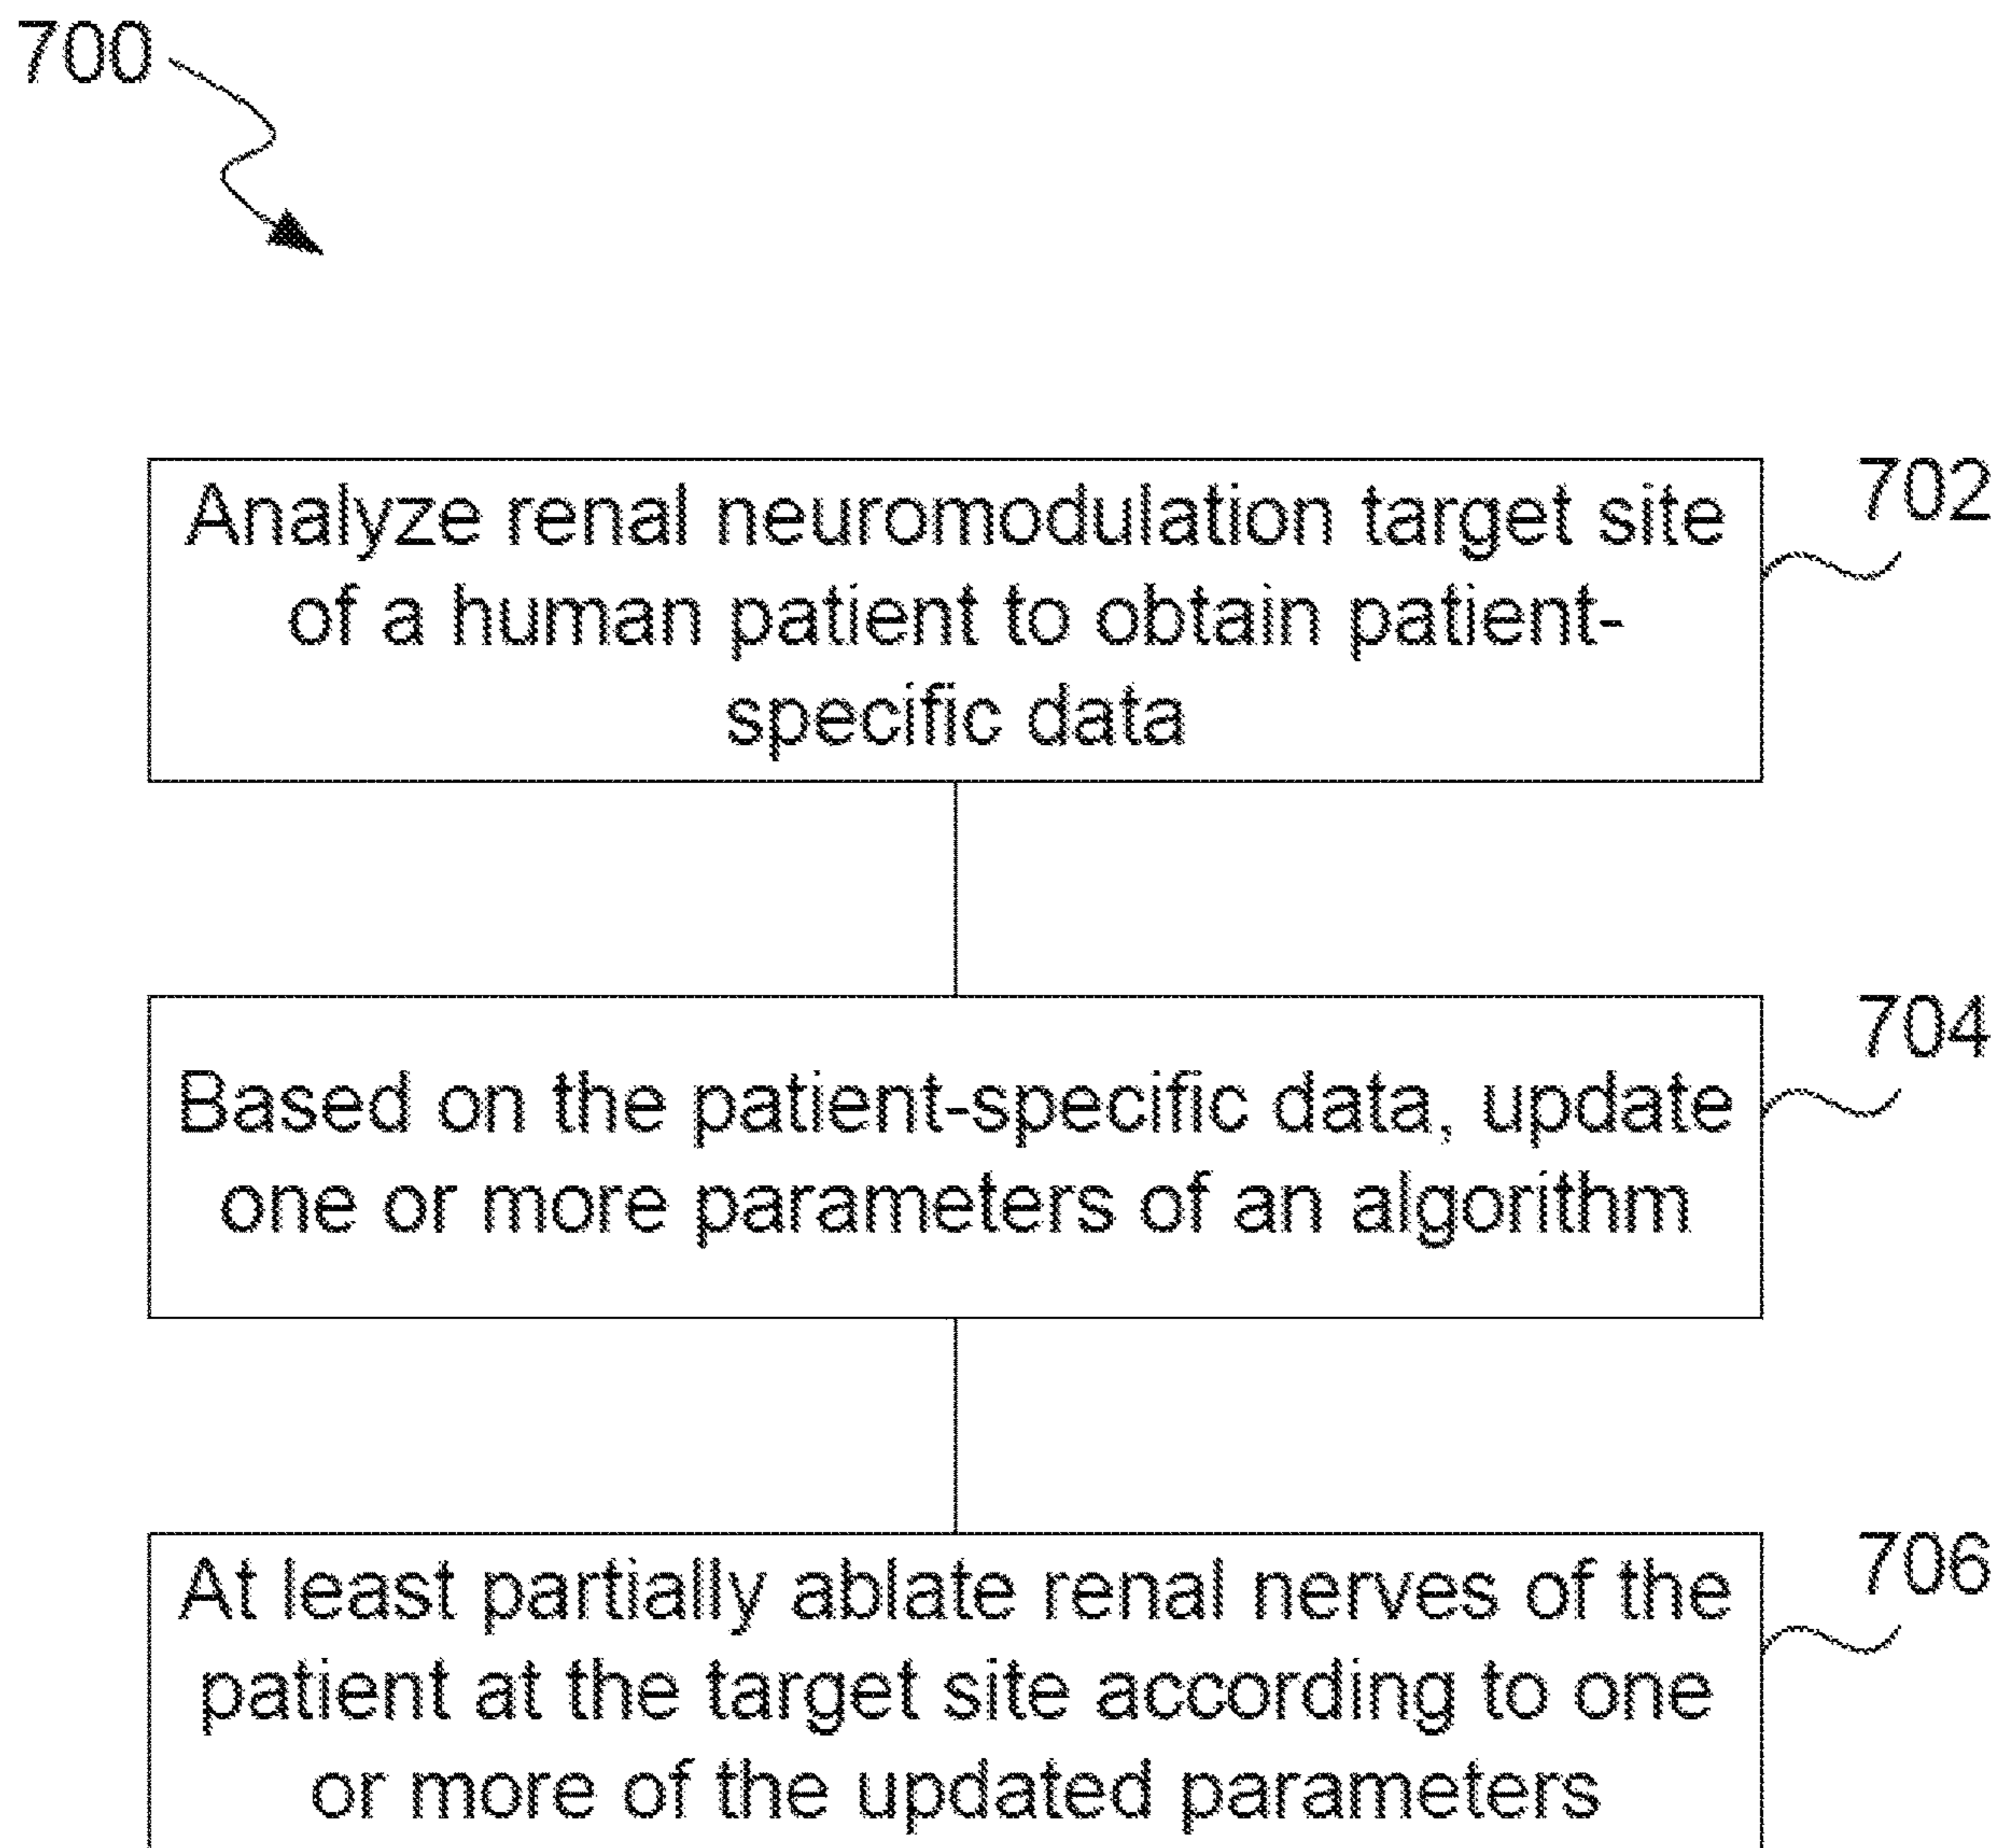 700
Analyze renal neuromodulation target site
of a human patient to obtain patient-
specific data
702
Based on the patient-specific data, update
one or more parameters of an algorithm
704
At least partially ablate renal nerves of the
patient at the target site according to one
or more of the updated parameters
706